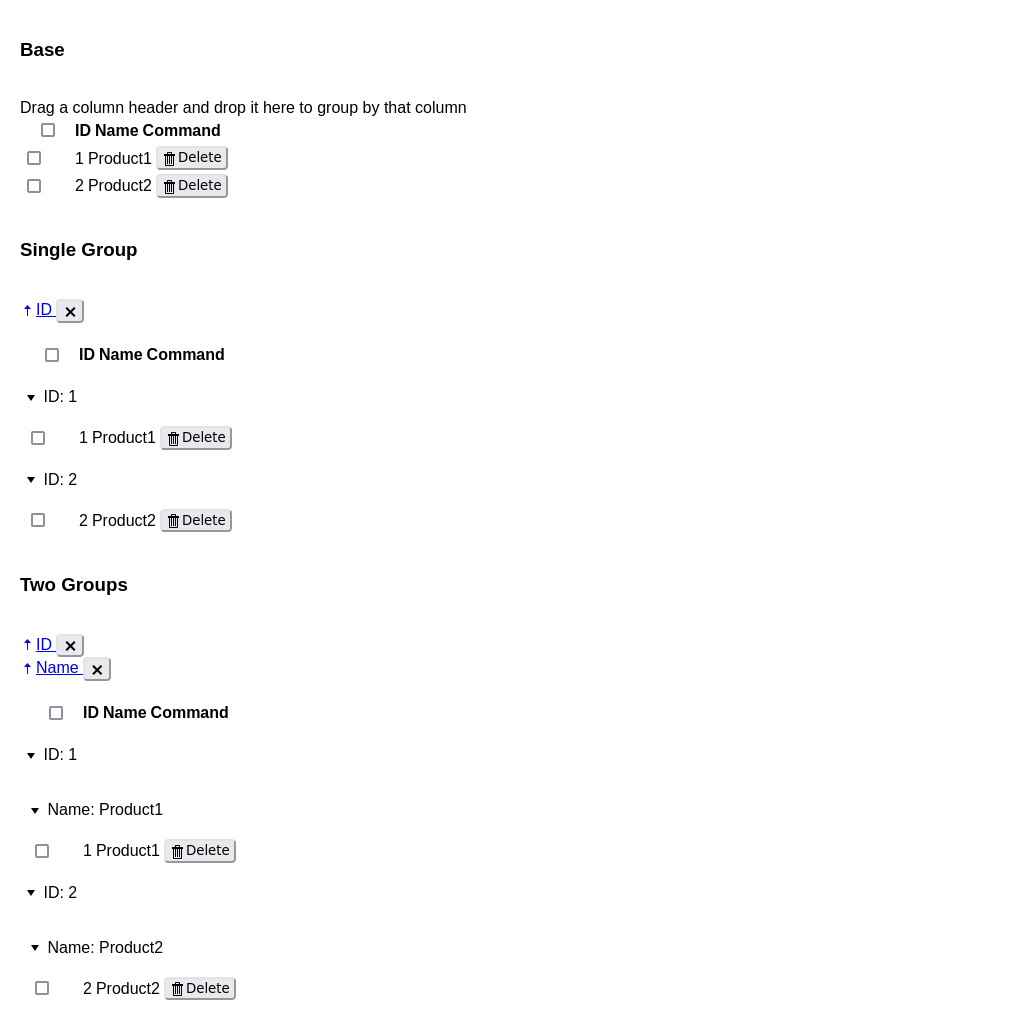 Base
Drag a column header and drop it here to group by that column
ID Name Command
1 Product1 Delete
2 Product2 Delete
Single Group
ID
ID Name Command
ID: 1
1 Product1 Delete
ID: 2
2 Product2 Delete
Two Groups
ID
Name
ID Name Command
ID: 1
Name: Product1
1 Product1 Delete
ID: 2
Name: Product2
2 Product2 Delete